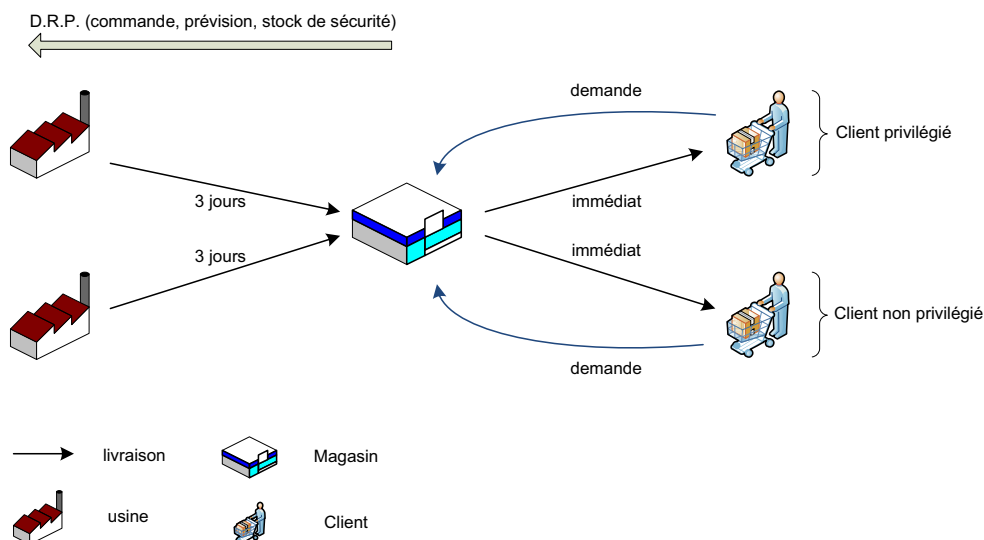 D.R.P. (commande, prévision, stock de sécurité)
demande
Client privilégié
3 jours
immédiat
3 jours
immédiat
Client non privilégié
demande
livraison
Magasin
usine
Client